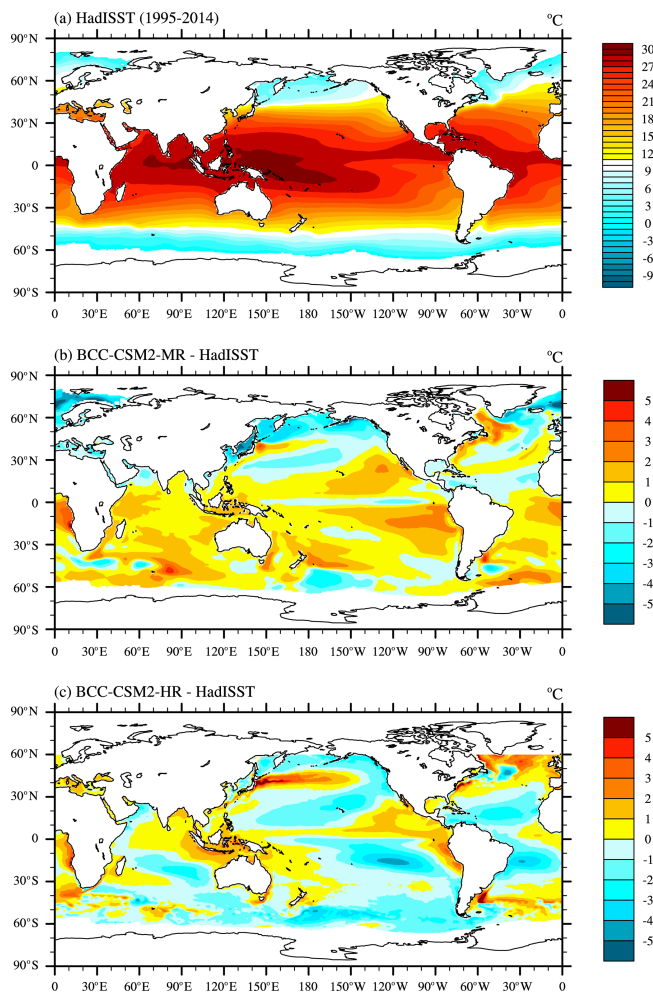 (a) HadISST (1995-2014) °C
90°N
60°N
30°N
0
30°S
60°S
90°S
0 30°E 60°E 90°E 120°E 150°E 180 150°W 120°W 90°W 60°W 30°W 0
30
27
24
21
18
15
12
9
6
3
0
-3
-6
-9
(b) BCC-CSM2-MR - HadISST °C
90°N
60°N
30°N
0
30°S
60°S
90°S
0 30°E 60°E 90°E 120°E 150°E 180 150°W 120°W 90°W 60°W 30°W 0
5
4
3
2
1
0
-1
-2
-3
-4
-5
(c) BCC-CSM2-HR - HadISST °C
90°N
60°N
30°N
0
30°S
60°S
90°S
0 30°E 60°E 90°E 120°E 150°E 180 150°W 120°W 90°W 60°W 30°W 0
5
4
3
2
1
0
-1
-2
-3
-4
-5